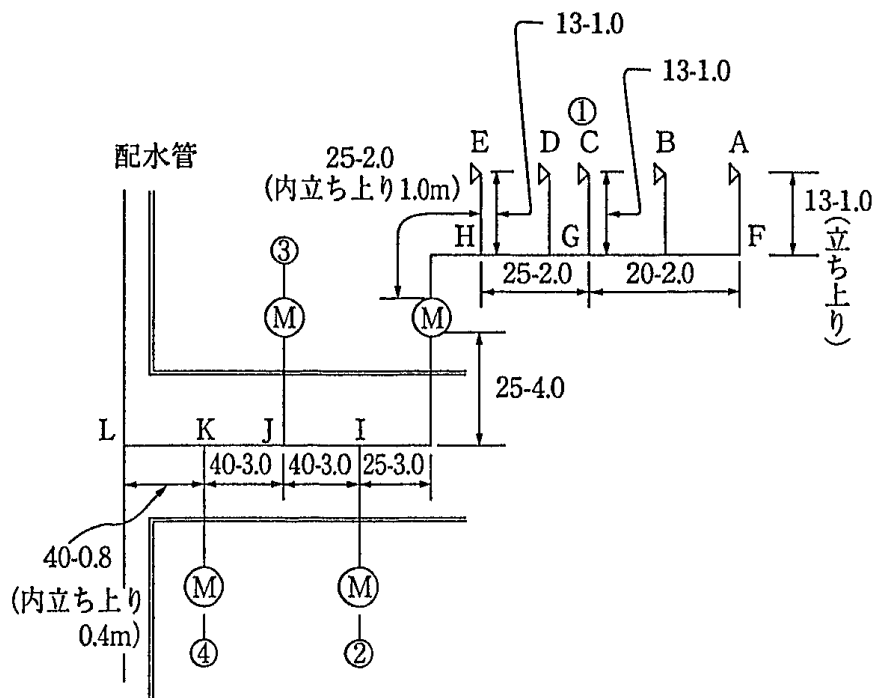 13-1.0
13-1.0
①
E D C B A
配水管
25-2.0
(内立ち上り1.0m)
13-1.0
(立ち上り)
H G F
③
25-2.0 20-2.0
M M
25-4.0
L K J I
40-3.0 40-3.0 25-3.0
40-0.8
(内立ち上り
0.4m)
M M
④ ②